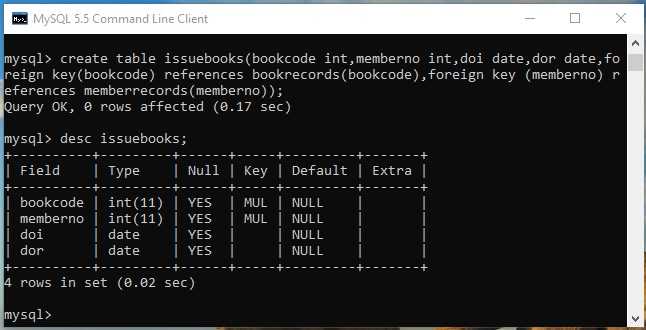 MySQL 5.5 Command Line Client
mysql> create table issuebooks(bookcode int,memberno int,doi date,dor date,fo
reign key(bookcode) references bookrecords(bookcode),foreign key (memberno) r
eferences memberrecords(memberno));
Query OK, 0 rows affected (0.17 sec)
mysql> desc issuebooks;
+----------+---------+------+-----+---------+-------+
| Field    | Type    | Null | Key | Default | Extra |
+----------+---------+------+-----+---------+-------+
| bookcode | int(11) | YES  | MUL | NULL    |       |
| memberno | int(11) | YES  | MUL | NULL    |       |
| doi      | date    | YES  |     | NULL    |       |
| dor      | date    | YES  |     | NULL    |       |
+----------+---------+------+-----+---------+-------+
4 rows in set (0.02 sec)
mysql>